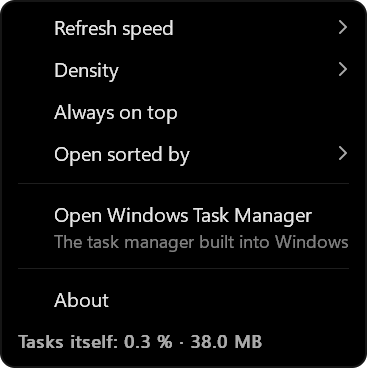 Refresh speed
Density
Always on top
Open sorted by
Open Windows Task Manager
The task manager built into Windows
About
Tasks itself: 0.3 % · 38.0 MB